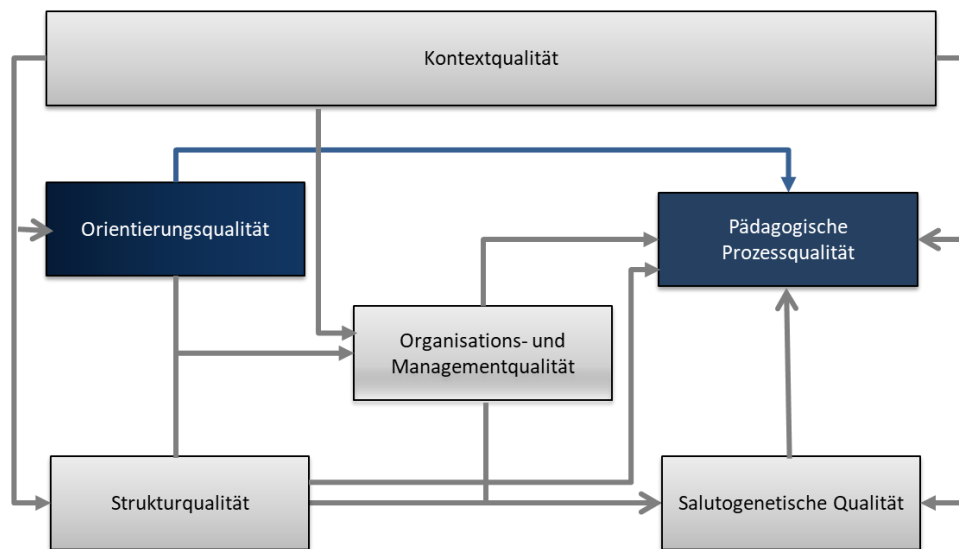 Kontextqualität
Orientierungsqualität
Pädagogische
Prozessqualität
Organisations- und
Managementqualität
Strukturqualität
Salutogenetische Qualität